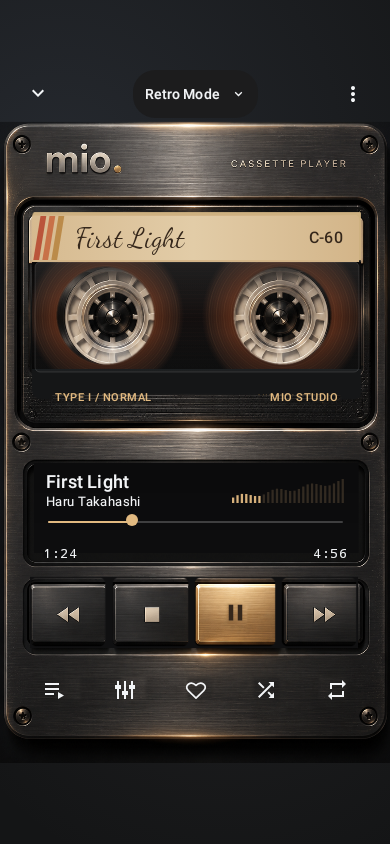 Retro Mode
mio.
CASSETTE PLAYER
First Light
C-60
TYPE I / NORMAL
MIO STUDIO
First Light
Haru Takahashi
1:24
4:56